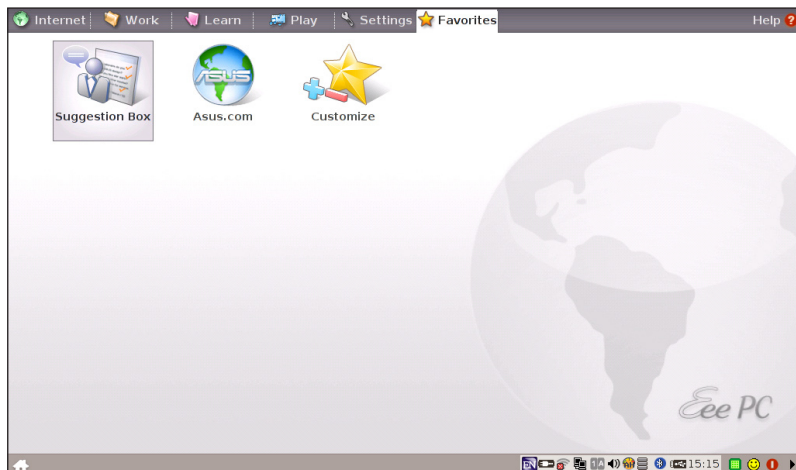 Internet Work Learn Play Settings Favorites Help ?
Suggestion Box Asus.com Customize
ASUS
Eee PC
15:15